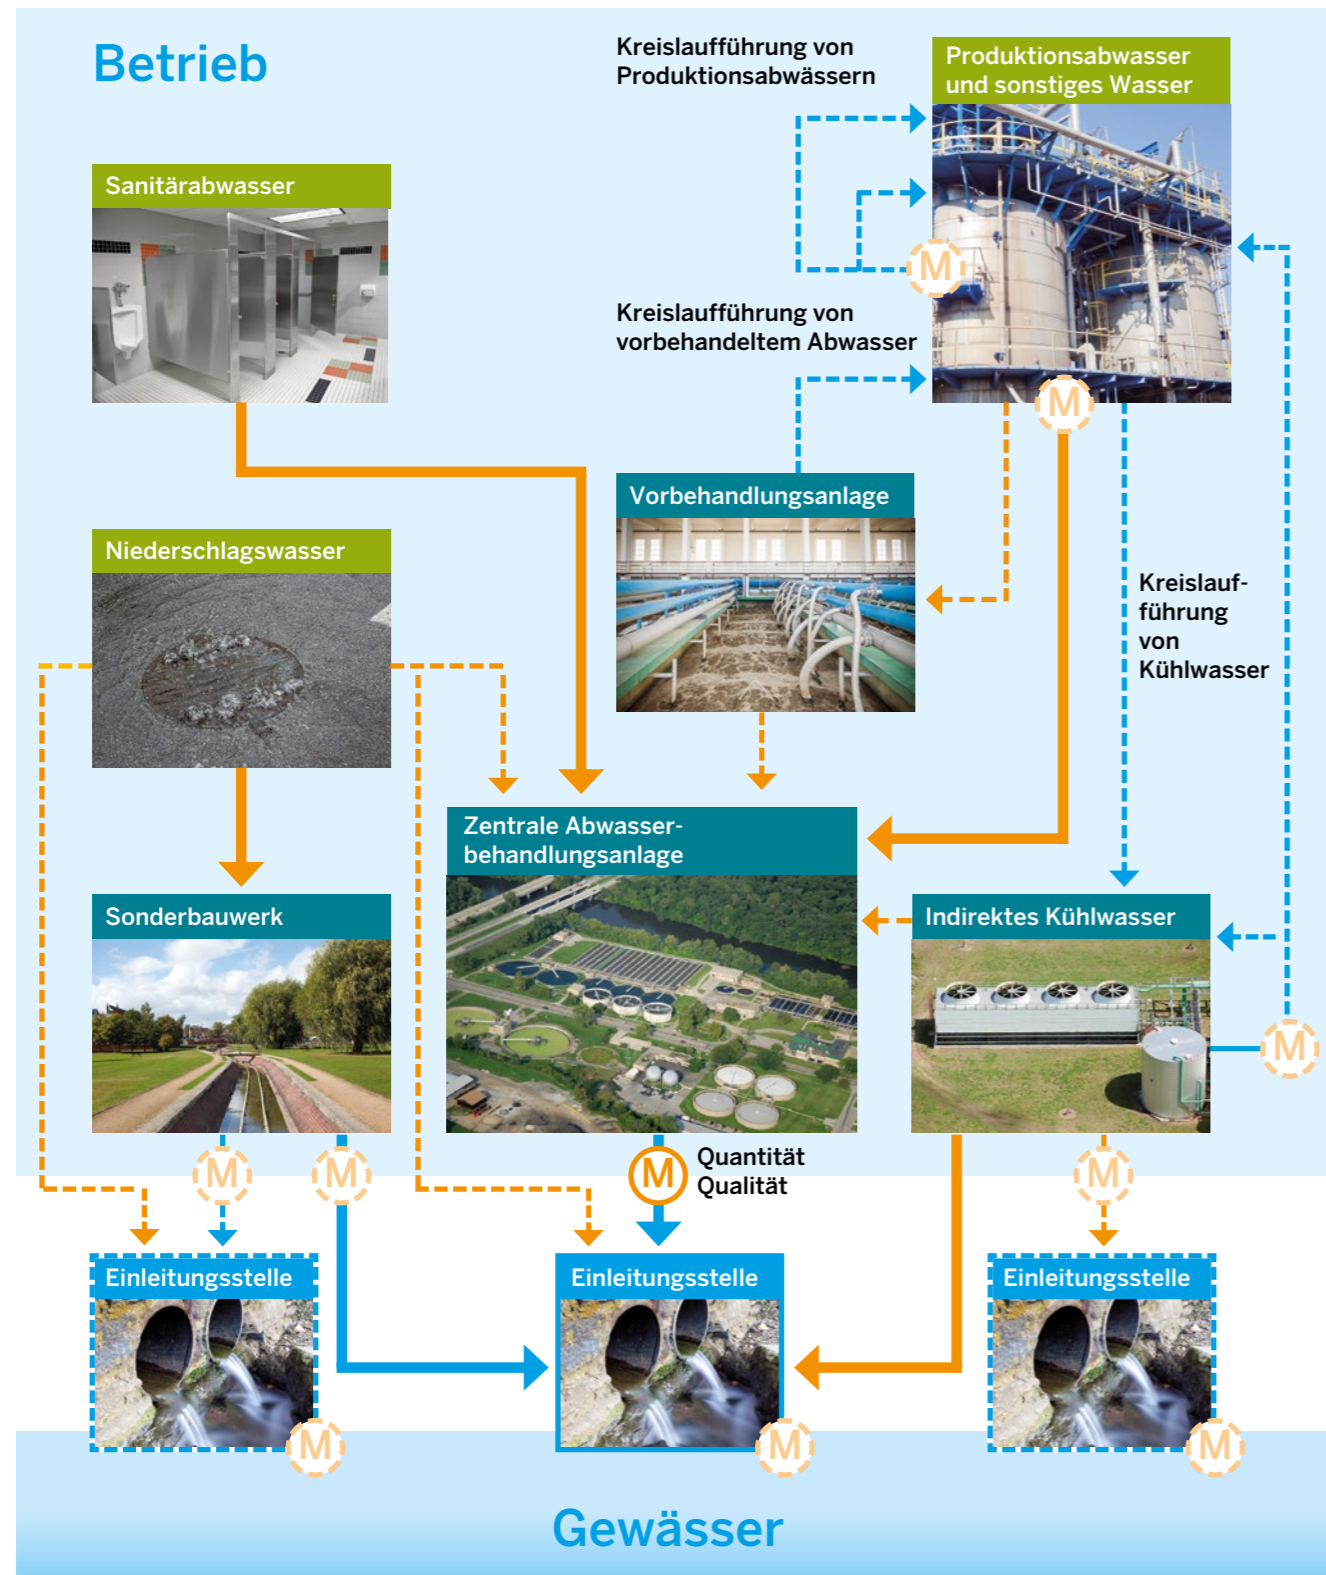 Betrieb
Kreislaufführung von
Produktionsabwässern
Produktionsabwasser
und sonstiges Wasser
Sanitärabwasser
M
Kreislaufführung von
vorbehandeltem Abwasser
M
Vorbehandlungsanlage
Niederschlagswasser
Kreislauf-
führung
von
Kühlwasser
Zentrale Abwasser-
behandlungsanlage
Sonderbauwerk
Indirektes Kühlwasser
M
M
M
M
Quantität
Qualität
M
Einleitungsstelle
Einleitungsstelle
Einleitungsstelle
M
M
M
Gewässer